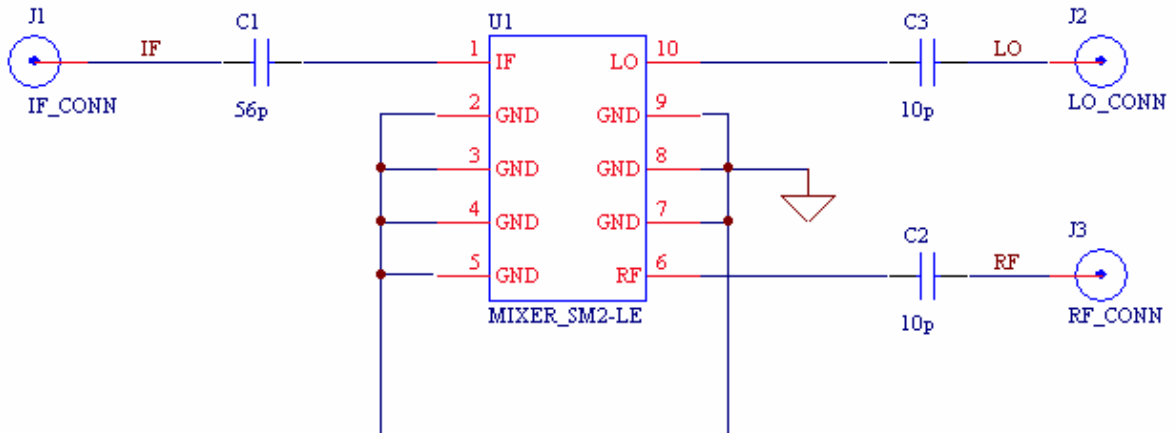 J1
C1
U1
C3
J2
IF
1
IF
LO
10
LO
IF_CONN
56p
2
GND
GND
9
10p
LO_CONN
3
GND
GND
8
4
GND
GND
7
C2
J3
5
GND
RF
6
RF
MIXER_SM2-LE
10p
RF_CONN